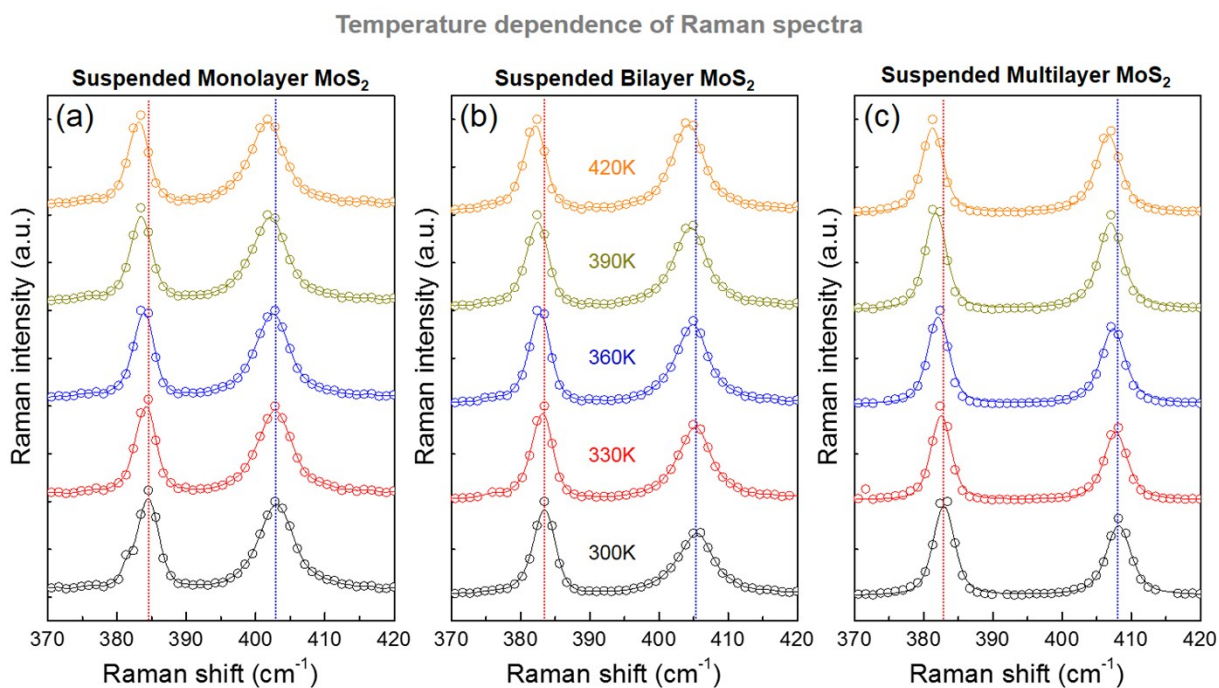 Temperature dependence of Raman spectra
Suspended Monolayer MoS₂
Suspended Bilayer MoS₂
Suspended Multilayer MoS₂
(a)
(b)
(c)
420K
390K
360K
330K
300K
Raman intensity (a.u.)
Raman intensity (a.u.)
Raman intensity (a.u.)
370 380 390 400 410 420
370 380 390 400 410 420
370 380 390 400 410 420
Raman shift (cm⁻¹)
Raman shift (cm⁻¹)
Raman shift (cm⁻¹)